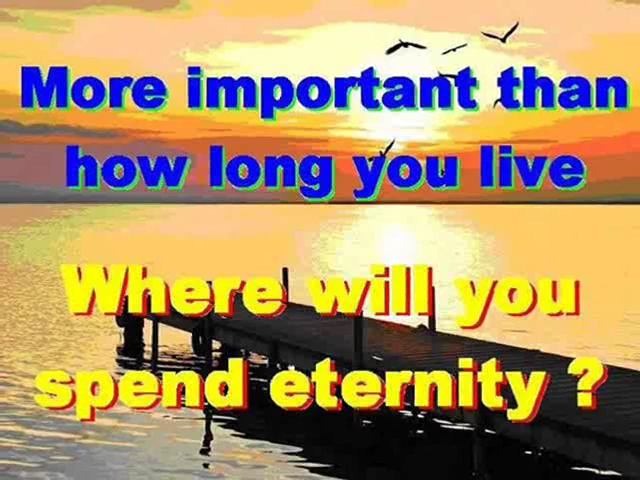 More important than
how long you live
Where will you
spend eternity ?